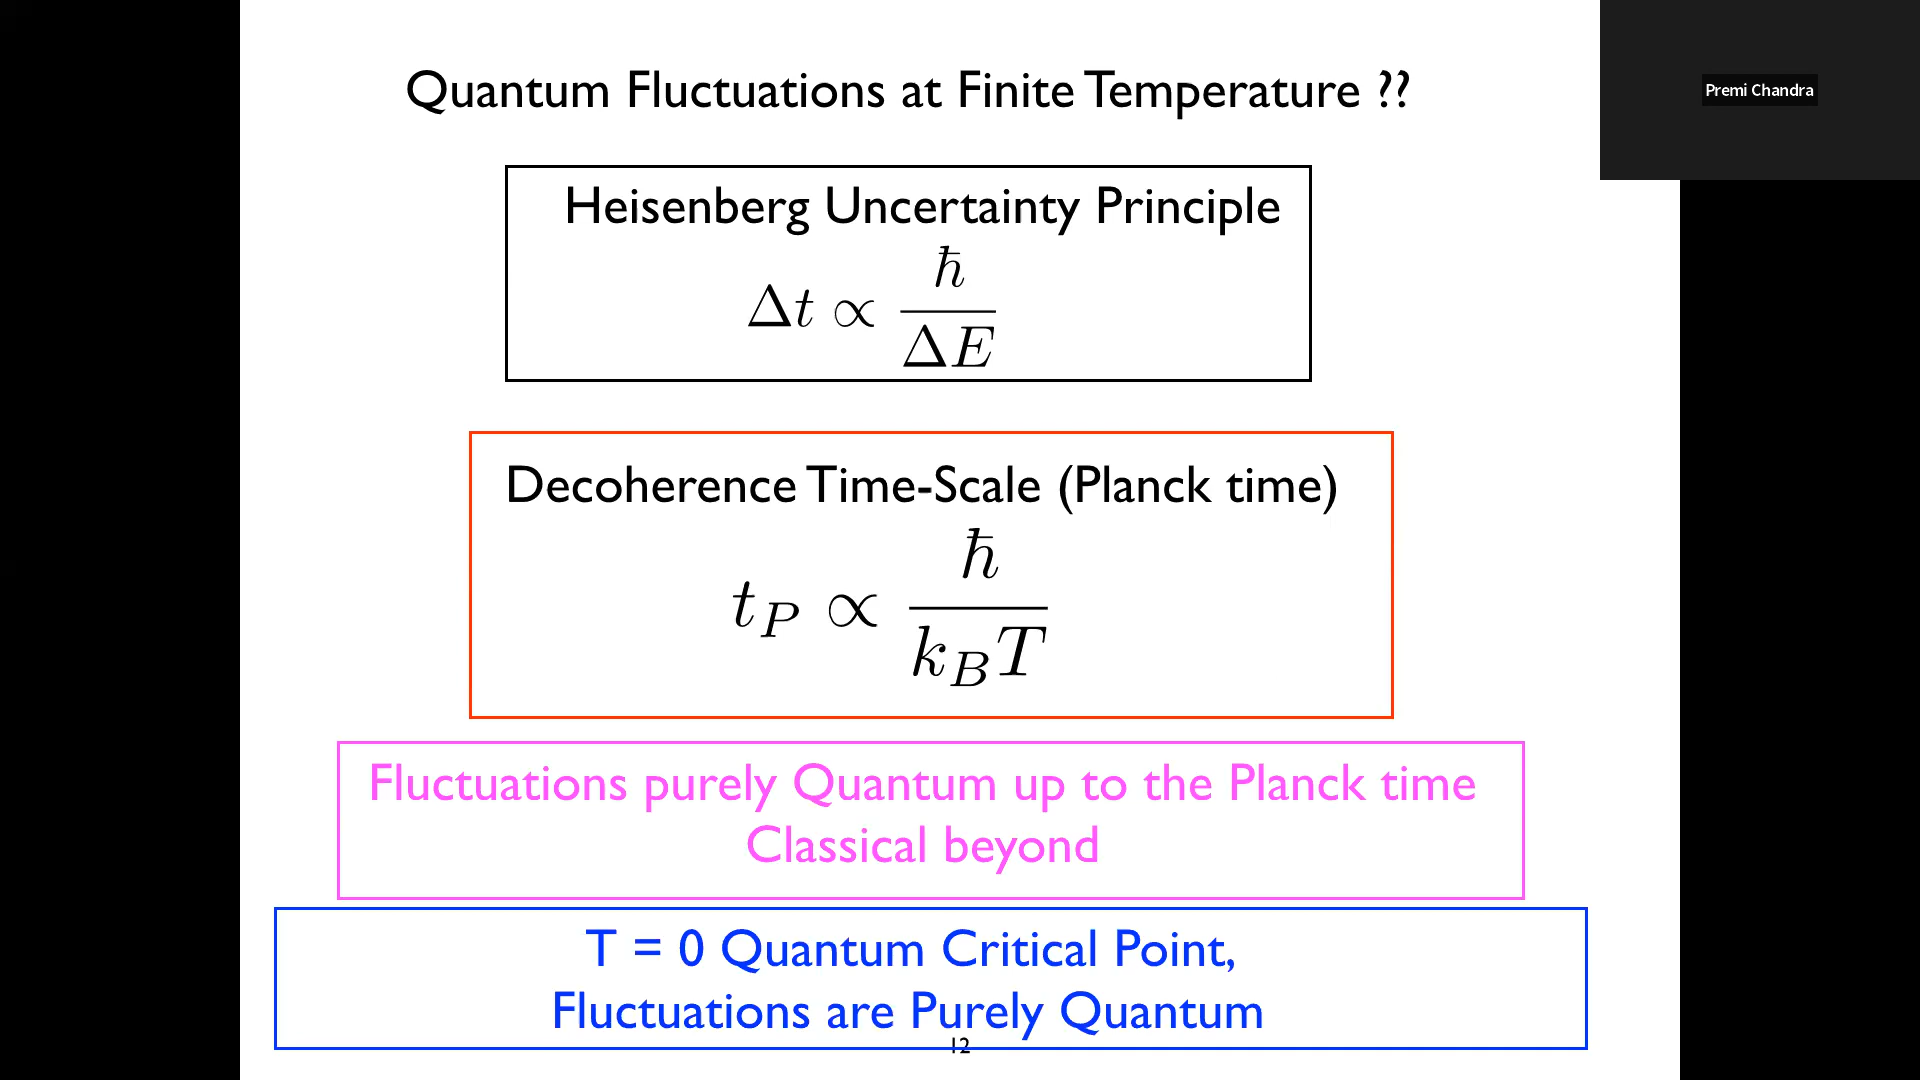 Quantum Fluctuations at Finite Temperature ??
Premi Chandra
Heisenberg Uncertainty Principle
Δt ∝ ħ / ΔE
Decoherence Time-Scale (Planck time)
t_P ∝ ħ / k_B T
Fluctuations purely Quantum up to the Planck time
Classical beyond
T = 0 Quantum Critical Point,
Fluctuations are Purely Quantum
12